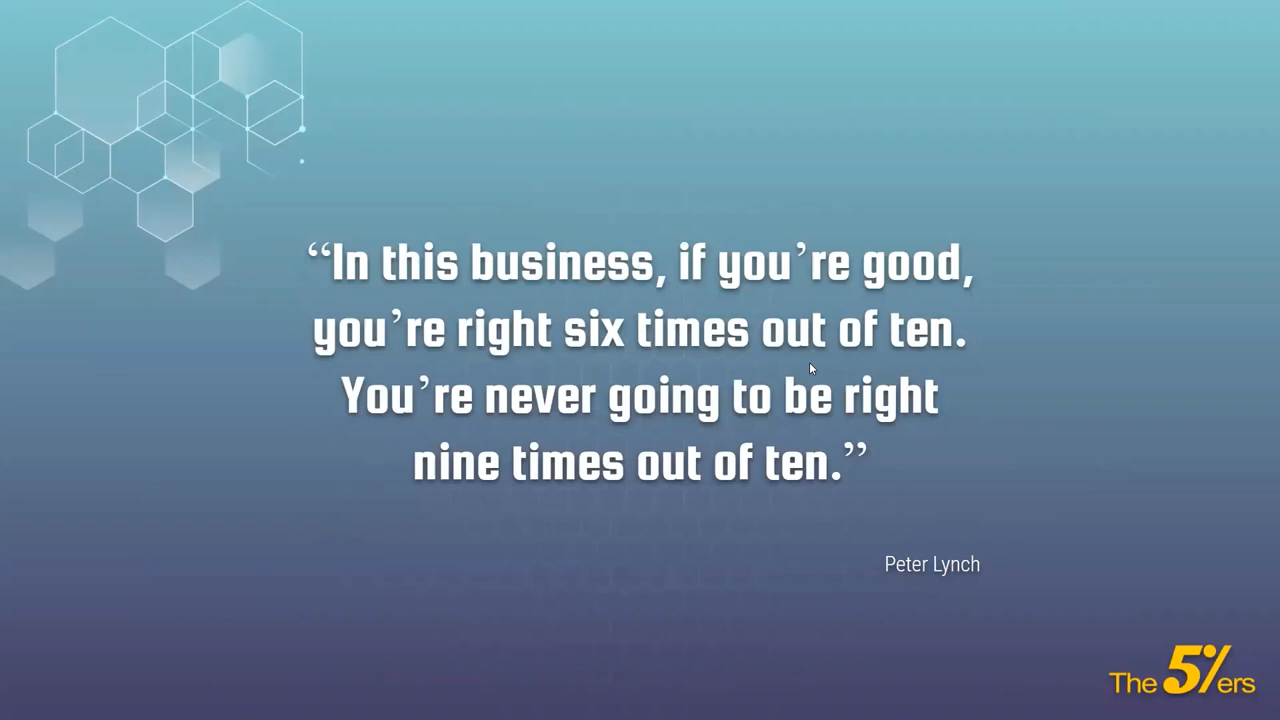 “In this business, if you’re good,
you’re right six times out of ten.
You’re never going to be right
nine times out of ten.”
Peter Lynch
The 5%ers